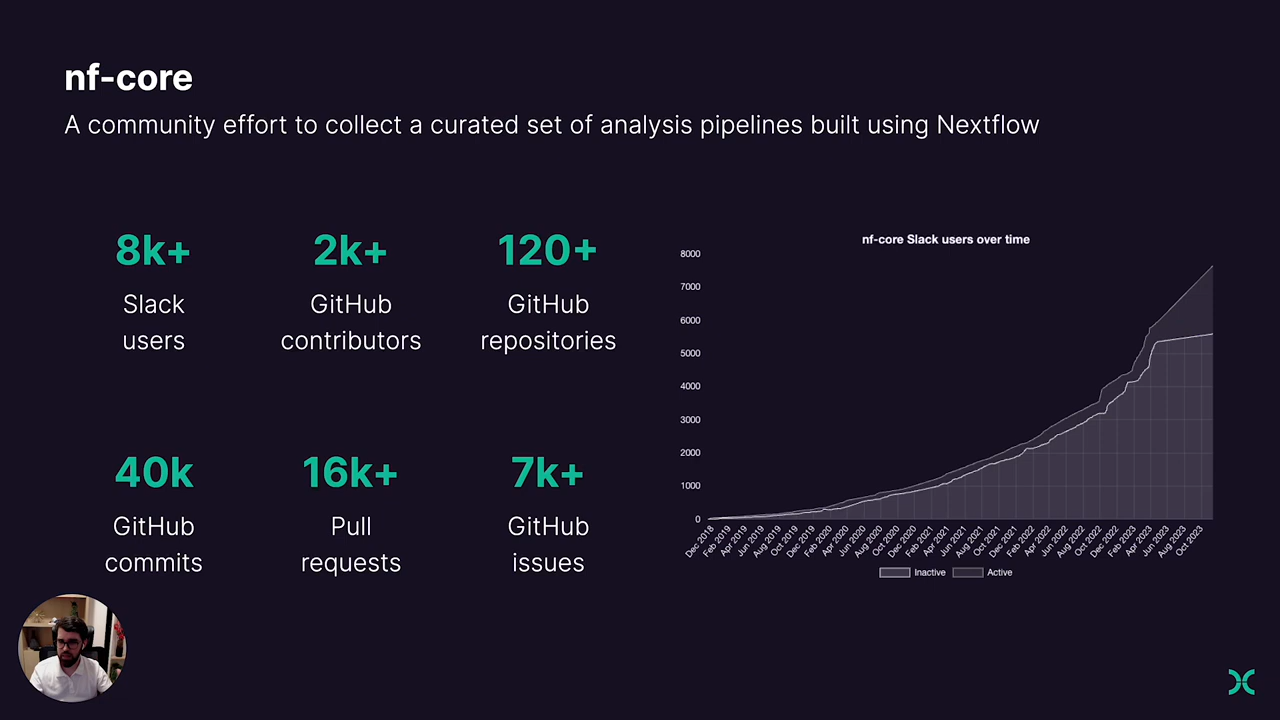 nf-core
A community effort to collect a curated set of analysis pipelines built using Nextflow
8k+
Slack
users
2k+
GitHub
contributors
120+
GitHub
repositories
40k
GitHub
commits
16k+
Pull
requests
7k+
GitHub
issues
nf-core Slack users over time
8000
7000
6000
5000
4000
3000
2000
1000
0
Dec 2018
Feb 2019
Apr 2019
Jun 2019
Aug 2019
Oct 2019
Dec 2019
Feb 2020
Apr 2020
Jun 2020
Aug 2020
Oct 2020
Dec 2020
Feb 2021
Apr 2021
Jun 2021
Aug 2021
Oct 2021
Dec 2021
Feb 2022
Apr 2022
Jun 2022
Aug 2022
Oct 2022
Dec 2022
Feb 2023
Apr 2023
Jun 2023
Aug 2023
Oct 2023
Inactive
Active